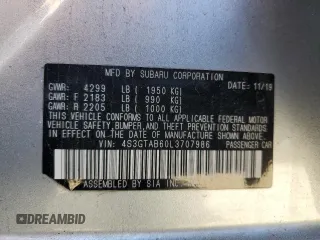 MFD BY SUBARU CORPORATION
GVWR: 4299 LB ( 1950 KG) DATE: 11/19
GAWR: F 2183 LB ( 990 KG)
GAWR: R 2205 LB ( 1000 KG)
THIS VEHICLE CONFORMS TO ALL APPLICABLE FEDERAL MOTOR
VEHICLE SAFETY, BUMPER, AND THEFT PREVENTION STANDARDS
IN EFFECT ON THE DATE OF MANUFACTURE SHOWN ABOVE.
VIN: 4S3GTAB60L3707986 PASSENGER CAR
ASSEMBLED BY SIA IN
DREAMBID